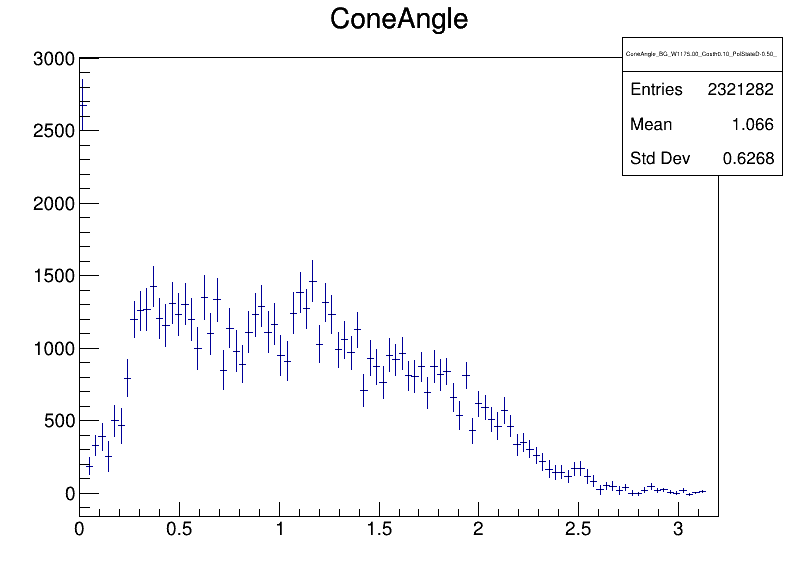 ConeAngle
ConeAngle_BG_W1175.00_Costh0.10_PolStateD-0.50_
Entries 2321282
Mean 1.066
Std Dev 0.6268
3000
2500
2000
1500
1000
500
0
0 0.5 1 1.5 2 2.5 3